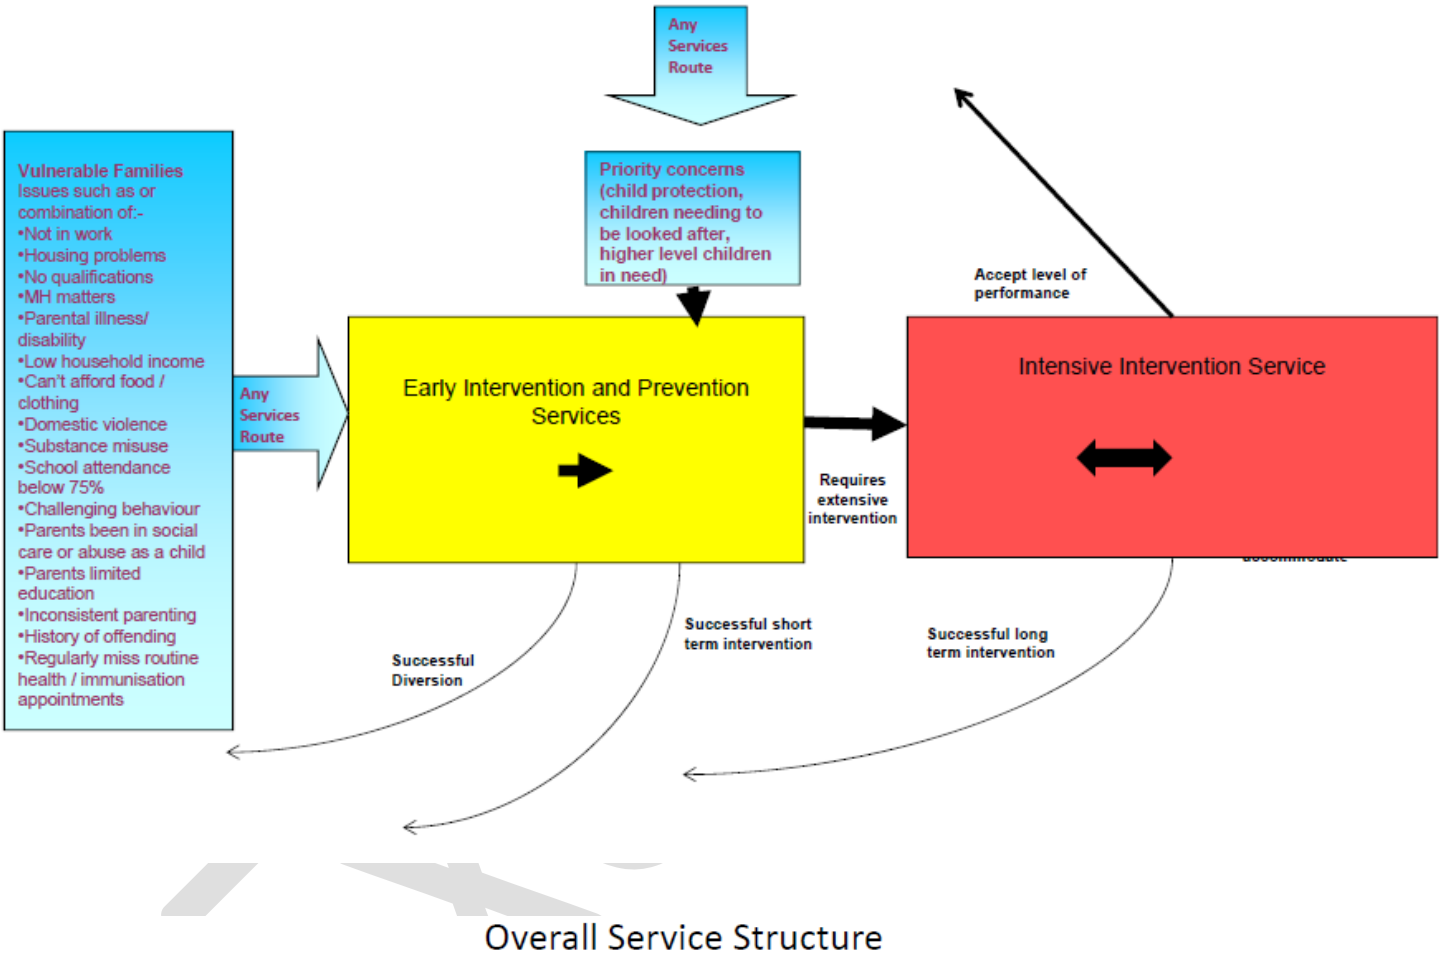 Any
Services
Route
Priority concerns
(child protection,
children needing to
be looked after,
higher level children
in need)
Vulnerable Families
Issues such as or
combination of:-
•Not in work
•Housing problems
•No qualifications
•MH matters
•Parental illness/
disability
•Low household income
•Can't afford food /
clothing
•Domestic violence
•Substance misuse
•School attendance
below 75%
•Challenging behaviour
•Parents been in social
care or abuse as a child
•Parents limited
education
•Inconsistent parenting
•History of offending
•Regularly miss routine
health / immunisation
appointments
Any
Services
Route
Early Intervention and Prevention
Services
Requires
extensive
intervention
Accept level of
performance
Intensive Intervention Service
accommodate
Successful
Diversion
Successful short
term intervention
Successful long
term intervention
Overall Service Structure